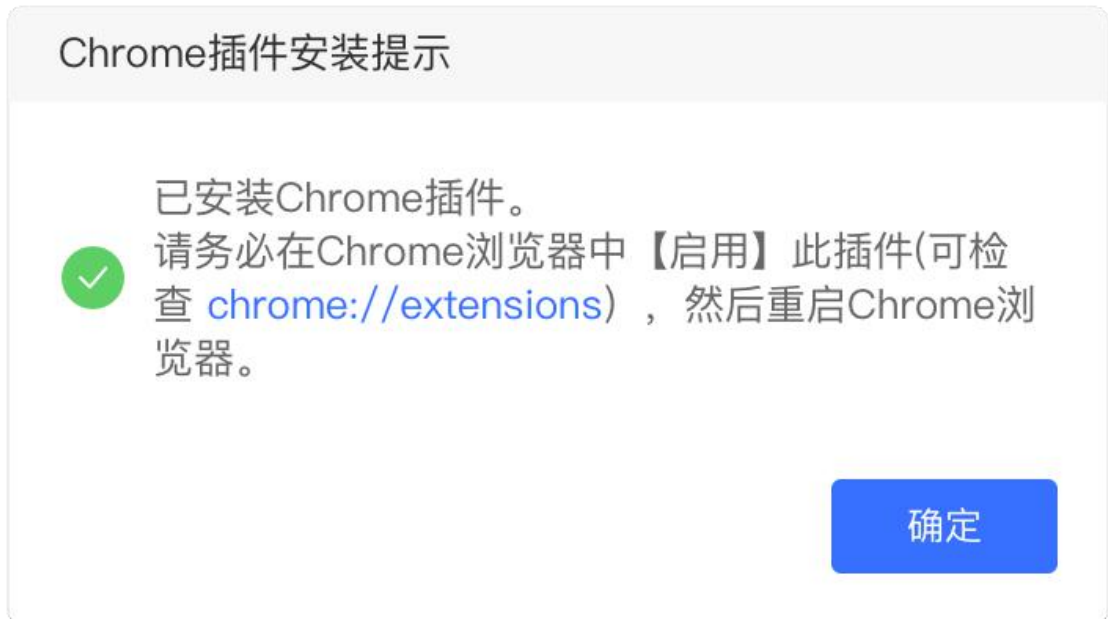 Chrome插件安装提示
已安装Chrome插件。
请务必在Chrome浏览器中【启用】此插件(可检
查 chrome://extensions），然后重启Chrome浏
览器。
确定